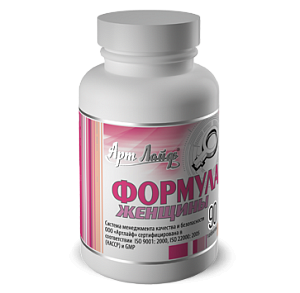 Арт Лайф®
ФОРМУЛА
ЖЕНЩИНЫ
90
Система менеджмента качества и безопасности
ООО «Артлайф» сертифицирована в
соответствии ISO 9001: 2000, ISO 22000: 2005
(НАССР) и GMP